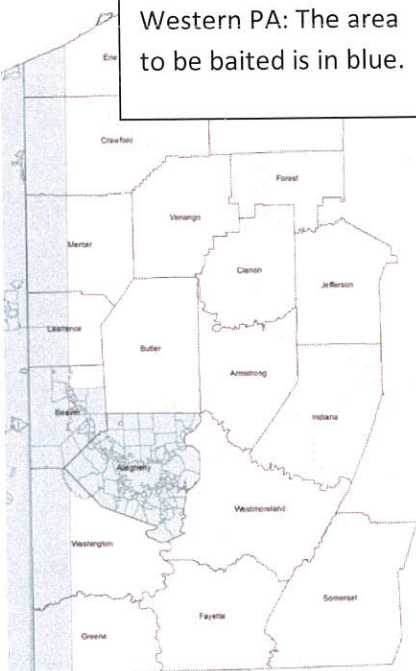 Western PA: The area
to be baited is in blue.
Erie
Crawford
Forest
Venango
Mercer
Clarion
Jefferson
Lawrence
Butler
Armstrong
Beaver
Indiana
Allegheny
Westmoreland
Washington
Fayette
Somerset
Greene